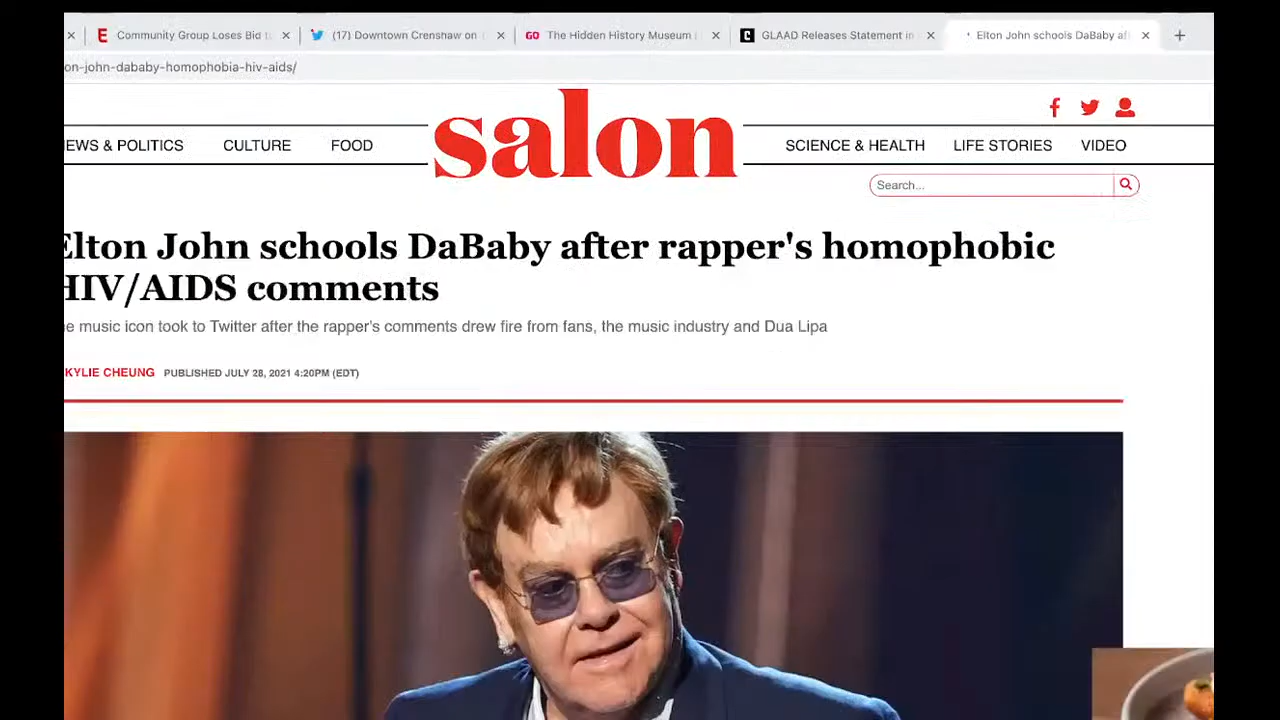 Community Group Loses Bid t
(17) Downtown Crenshaw on
GO The Hidden History Museum
GLAAD Releases Statement in
Elton John schools DaBaby af
on-john-dababy-homophobia-hiv-aids/
salon
EWS & POLITICS CULTURE FOOD SCIENCE & HEALTH LIFE STORIES VIDEO
Search...
Elton John schools DaBaby after rapper's homophobic
HIV/AIDS comments
e music icon took to Twitter after the rapper's comments drew fire from fans, the music industry and Dua Lipa
KYLIE CHEUNG PUBLISHED JULY 28, 2021 4:20PM (EDT)